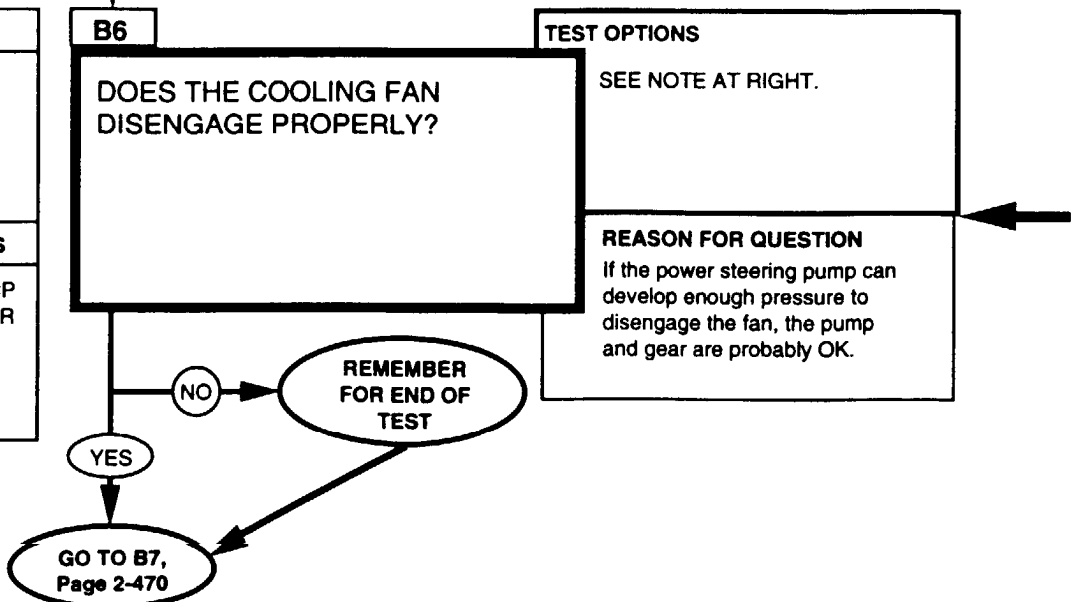 B6
DOES THE COOLING FAN
DISENGAGE PROPERLY?
TEST OPTIONS
SEE NOTE AT RIGHT.
REASON FOR QUESTION
If the power steering pump can
develop enough pressure to
disengage the fan, the pump
and gear are probably OK.
S
P
R
NO
REMEMBER
FOR END OF
TEST
YES
GO TO B7,
Page 2-470